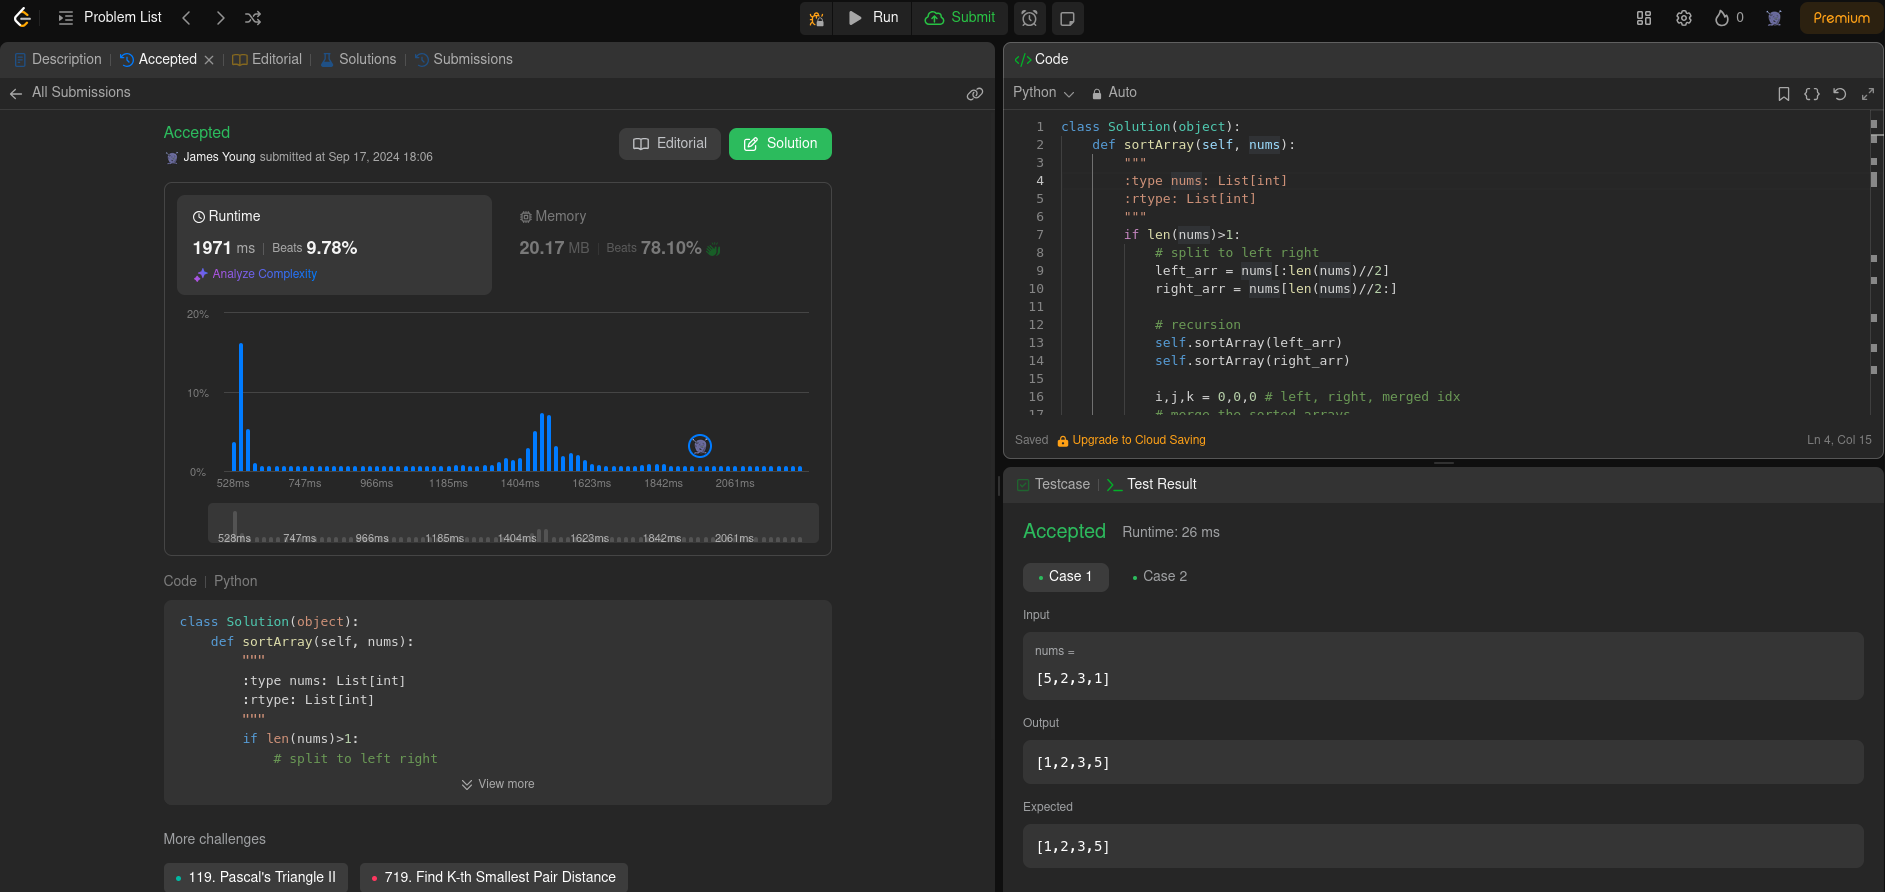 Problem List
Run
Submit
0
Premium
Description
Accepted
Editorial
Solutions
Submissions
All Submissions
Accepted
James Young submitted at Sep 17, 2024 18:06
Editorial
Solution
Runtime
1971 ms | Beats 9.78%
Analyze Complexity
Memory
20.17 MB | Beats 78.10%
20%
10%
0%
528ms 747ms 966ms 1185ms 1404ms 1623ms 1842ms 2061ms
528ms 747ms 966ms 1185ms 1404ms 1623ms 1842ms 2061ms
Code | Python
class Solution(object):
    def sortArray(self, nums):
        """
        :type nums: List[int]
        :rtype: List[int]
        """
        if len(nums)>1:
            # split to left right
View more
More challenges
119. Pascal's Triangle II
719. Find K-th Smallest Pair Distance
</> Code
Python
Auto
1 class Solution(object):
2     def sortArray(self, nums):
3         """
4         :type nums: List[int]
5         :rtype: List[int]
6         """
7         if len(nums)>1:
8             # split to left right
9             left_arr = nums[:len(nums)//2]
10             right_arr = nums[len(nums)//2:]
11
12             # recursion
13             self.sortArray(left_arr)
14             self.sortArray(right_arr)
15
16             i,j,k = 0,0,0 # left, right, merged idx
17             # merge the sorted arrays
Saved
Upgrade to Cloud Saving
Ln 4, Col 15
Testcase
Test Result
Accepted
Runtime: 26 ms
Case 1
Case 2
Input
nums =
[5,2,3,1]
Output
[1,2,3,5]
Expected
[1,2,3,5]